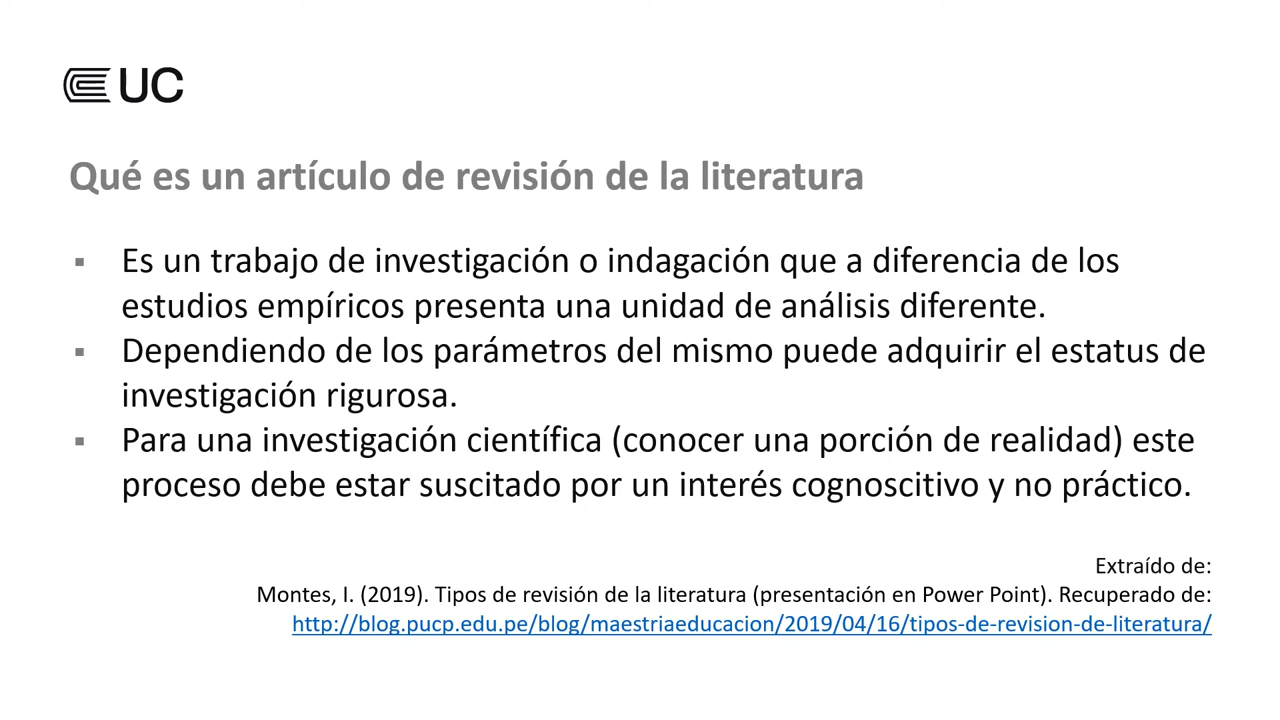 UC
Qué es un artículo de revisión de la literatura
▪ Es un trabajo de investigación o indagación que a diferencia de los
estudios empíricos presenta una unidad de análisis diferente.
▪ Dependiendo de los parámetros del mismo puede adquirir el estatus de
investigación rigurosa.
▪ Para una investigación científica (conocer una porción de realidad) este
proceso debe estar suscitado por un interés cognoscitivo y no práctico.
Extraído de:
Montes, I. (2019). Tipos de revisión de la literatura (presentación en Power Point). Recuperado de:
http://blog.pucp.edu.pe/blog/maestriaeducacion/2019/04/16/tipos-de-revision-de-literatura/